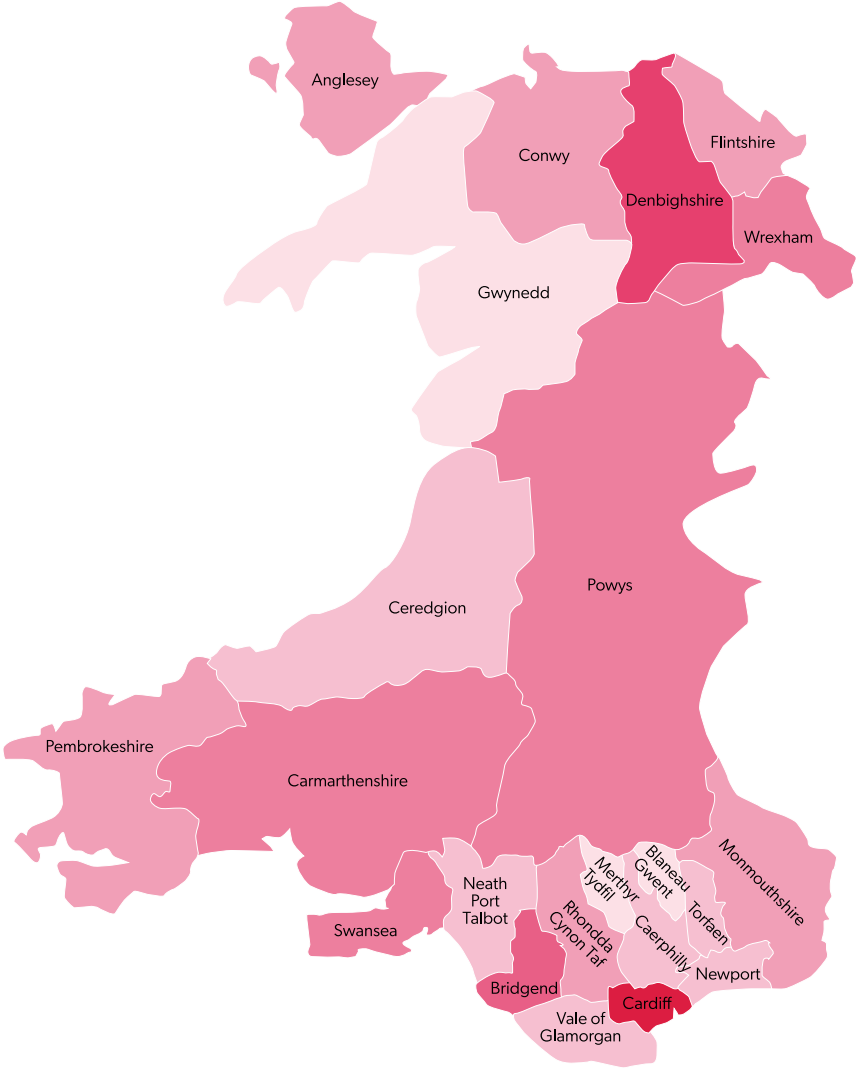 Anglesey
Flintshire
Conwy
Denbighshire
Wrexham
Gwynedd
Powys
Ceredgion
Pembrokeshire
Carmarthenshire
Monmouthshire
Blaneau
Gwent
Merthyr
Tydfil
Neath
Port
Talbot
Torfaen
Rhondda
Cynon Taf
Swansea
Caerphilly
Newport
Bridgend
Cardiff
Vale of
Glamorgan